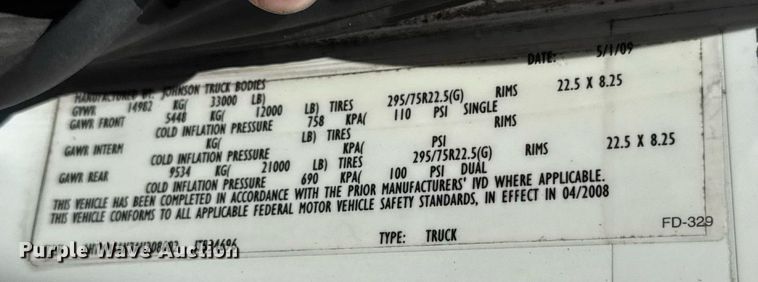 MANUFACTURED BY: JOHNSON TRUCK BODIES DATE: 5/1/09
GVWR 14982 KG( 33000 LB)
GAWR FRONT 5448 KG( 12000 LB) TIRES 295/75R22.5(G) RIMS 22.5 X 8.25
COLD INFLATION PRESSURE 758 KPA( 110 PSI SINGLE
GAWR INTERM KG( LB) TIRES RIMS
COLD INFLATION PRESSURE KPA( PSI
GAWR REAR 9534 KG( 21000 LB) TIRES 295/75R22.5(G) RIMS 22.5 X 8.25
COLD INFLATION PRESSURE 690 KPA( 100 PSI DUAL
THIS VEHICLE HAS BEEN COMPLETED IN ACCORDANCE WITH THE PRIOR MANUFACTURERS' IVD WHERE APPLICABLE.
THIS VEHICLE CONFORMS TO ALL APPLICABLE FEDERAL MOTOR VEHICLE SAFETY STANDARDS, IN EFFECT IN 04/2008
FD-329
TYPE: TRUCK
Purple Wave Auction